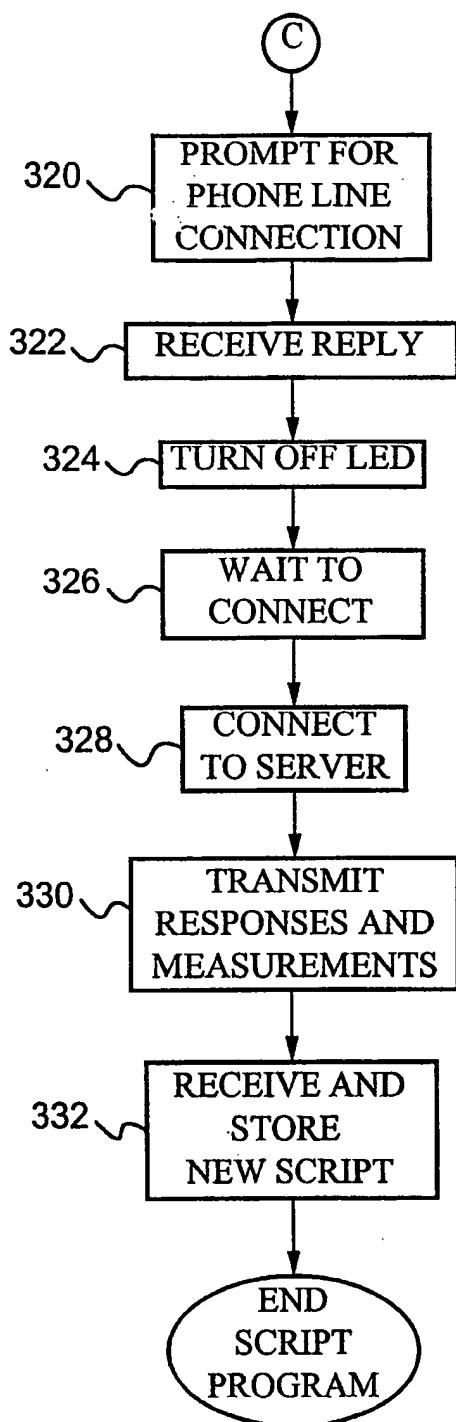 C
320
PROMPT FOR
PHONE LINE
CONNECTION
322
RECEIVE REPLY
324
TURN OFF LED
326
WAIT TO
CONNECT
328
CONNECT
TO SERVER
330
TRANSMIT
RESPONSES AND
MEASUREMENTS
332
RECEIVE AND
STORE
NEW SCRIPT
END
SCRIPT
PROGRAM